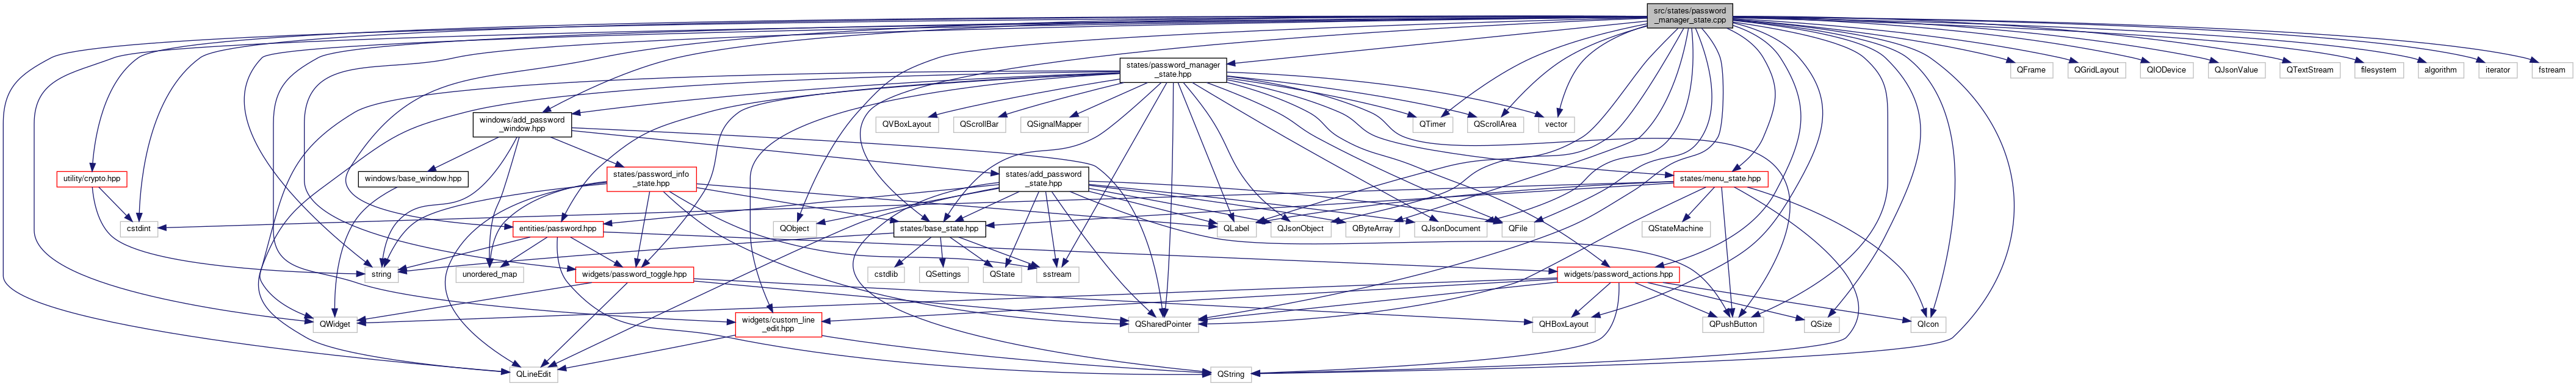 src/states/password
_manager_state.cpp
states/password_manager
_state.hpp
QFrame
QGridLayout
QIODevice
QJsonValue
QTextStream
filesystem
algorithm
iterator
fstream
windows/add_password
_window.hpp
QVBoxLayout
QScrollBar
QSignalMapper
QTimer
QScrollArea
vector
utility/crypto.hpp
windows/base_window.hpp
states/password_info
_state.hpp
states/add_password
_state.hpp
states/menu_state.hpp
cstdint
entities/password.hpp
QObject
states/base_state.hpp
QLabel
QJsonObject
QByteArray
QJsonDocument
QFile
QStateMachine
string
unordered_map
widgets/password_toggle.hpp
cstdlib
QSettings
QState
sstream
widgets/password_actions.hpp
QWidget
widgets/custom_line
_edit.hpp
QSharedPointer
QHBoxLayout
QPushButton
QSize
QIcon
QLineEdit
QString